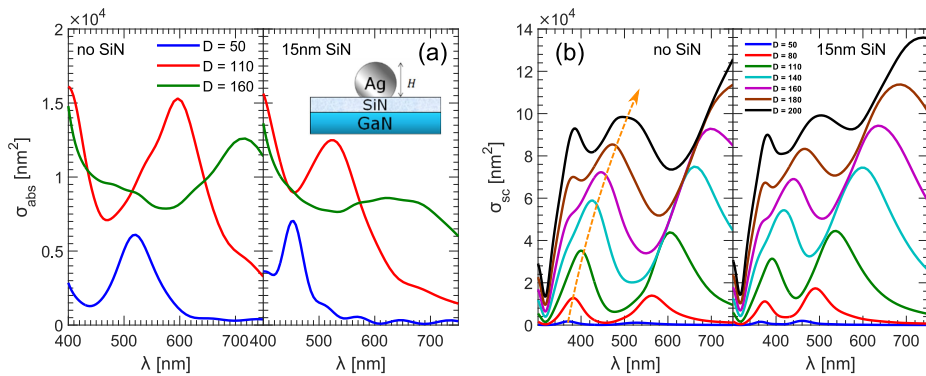 ×10⁴
2
1.5
1
0.5
0
σabs [nm²]
no SiN
D = 50
D = 110
D = 160
400 500 600 700
λ [nm]
15nm SiN
(a)
Ag
H
SiN
GaN
400 500 600 700
λ [nm]
×10⁴
14
12
10
8
6
4
2
0
σsc [nm²]
(b)
no SiN
400 500 600 700
λ [nm]
15nm SiN
D = 50
D = 80
D = 110
D = 140
D = 160
D = 180
D = 200
400 500 600 700
λ [nm]